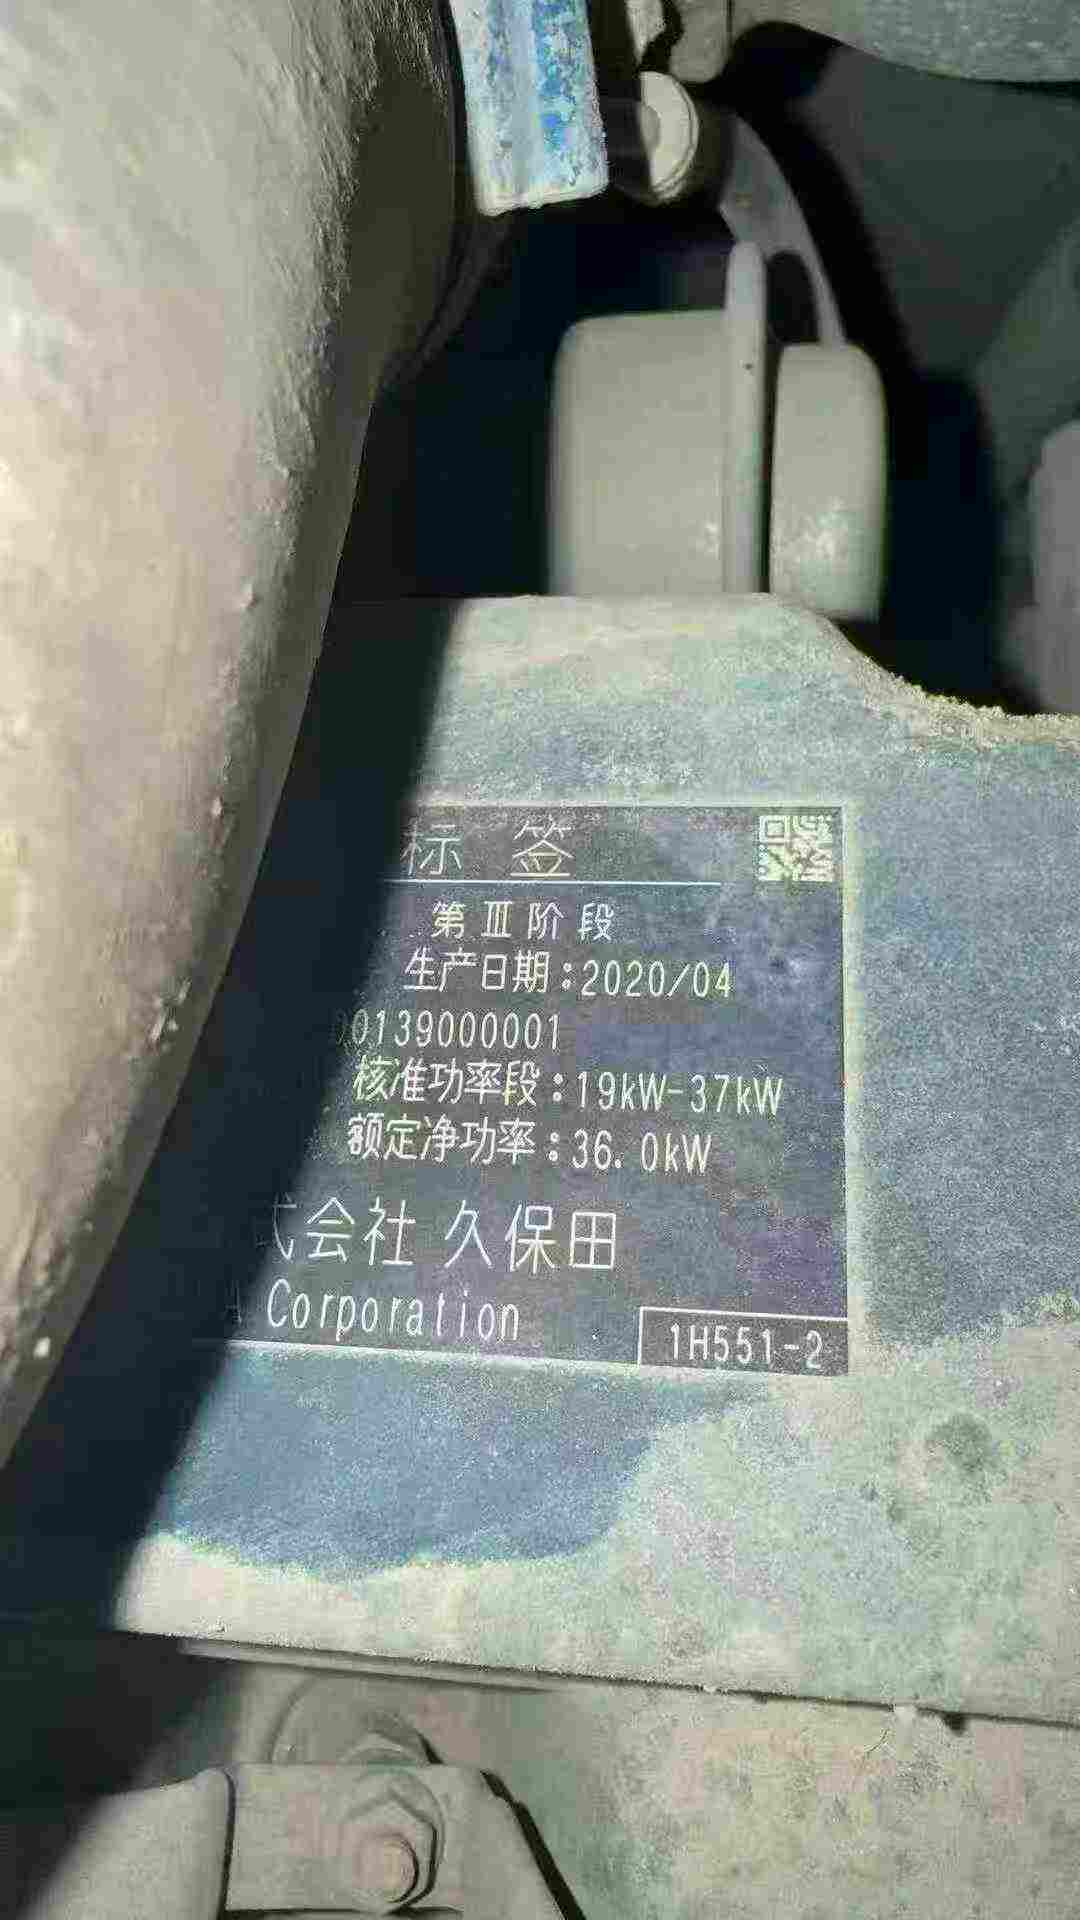 标 签
第Ⅲ阶段
生产日期:2020/04
00139000001
核准功率段:19kW-37kW
额定净功率:36.0kW
式会社 久保田
A Corporation
1H551-2